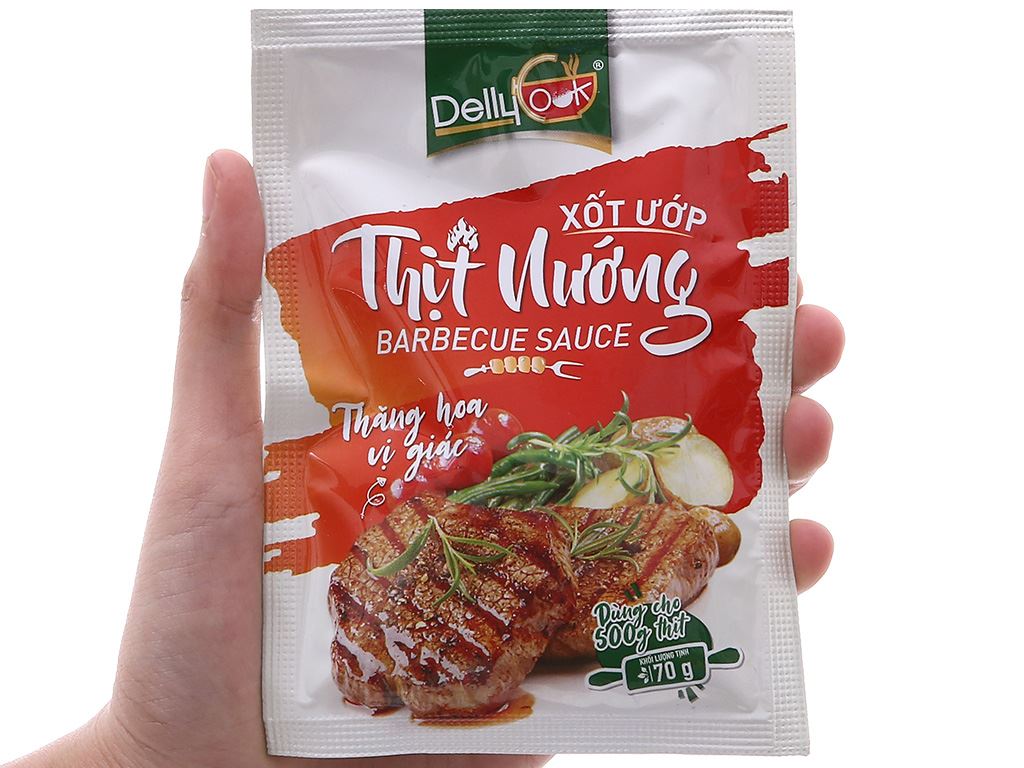 DellyCook®
XỐT ƯỚP
Thịt Nướng
BARBECUE SAUCE
Thăng hoa
vị giác
Dùng cho
500g thịt
KHỐI LƯỢNG TỊNH
70 g